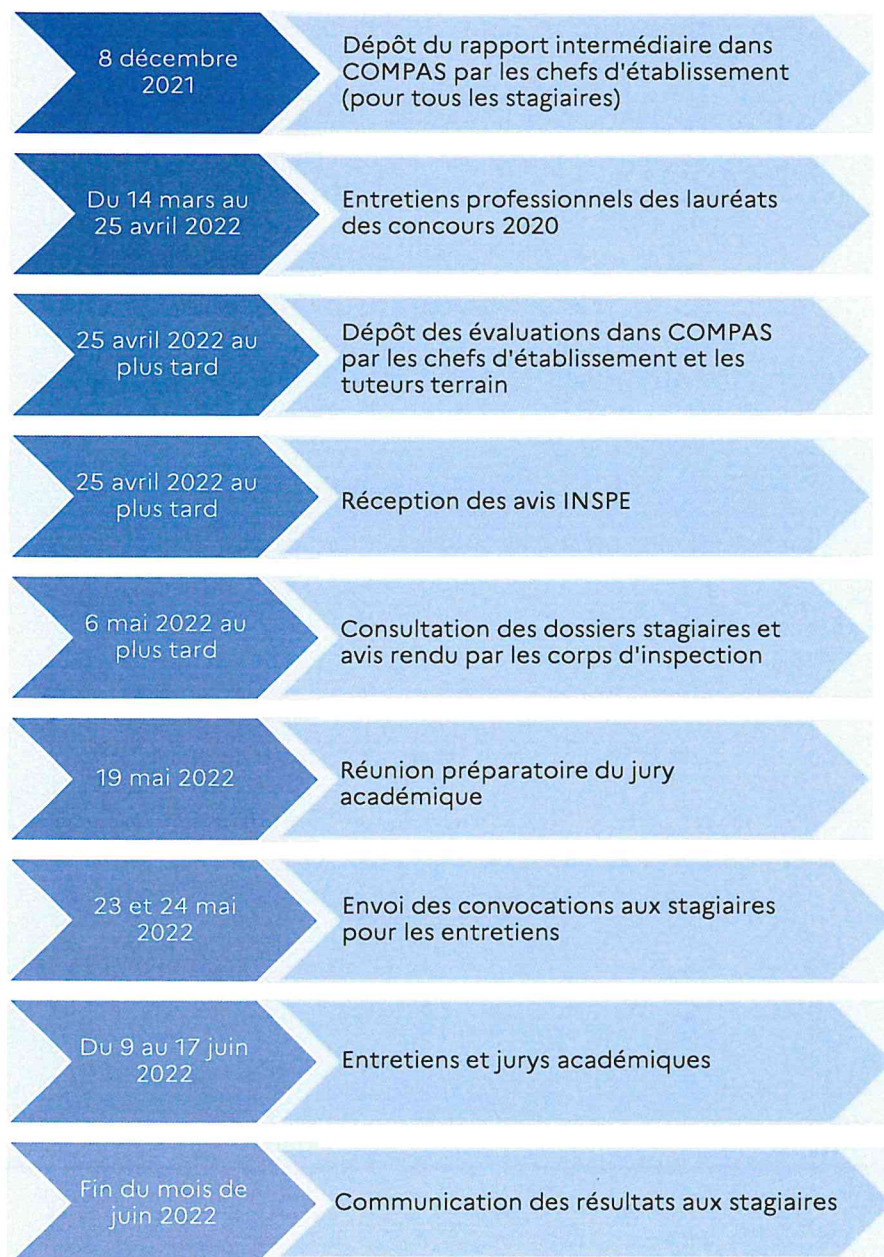 8 décembre
2021
Dépôt du rapport intermédiaire dans
COMPAS par les chefs d'établissement
(pour tous les stagiaires)
Du 14 mars au
25 avril 2022
Entretiens professionnels des lauréats
des concours 2020
25 avril 2022 au
plus tard
Dépôt des évaluations dans COMPAS
par les chefs d'établissement et les
tuteurs terrain
25 avril 2022 au
plus tard
Réception des avis INSPE
6 mai 2022 au
plus tard
Consultation des dossiers stagiaires et
avis rendu par les corps d'inspection
19 mai 2022
Réunion préparatoire du jury
académique
23 et 24 mai
2022
Envoi des convocations aux stagiaires
pour les entretiens
Du 9 au 17 juin
2022
Entretiens et jurys académiques
Fin du mois de
juin 2022
Communication des résultats aux stagiaires